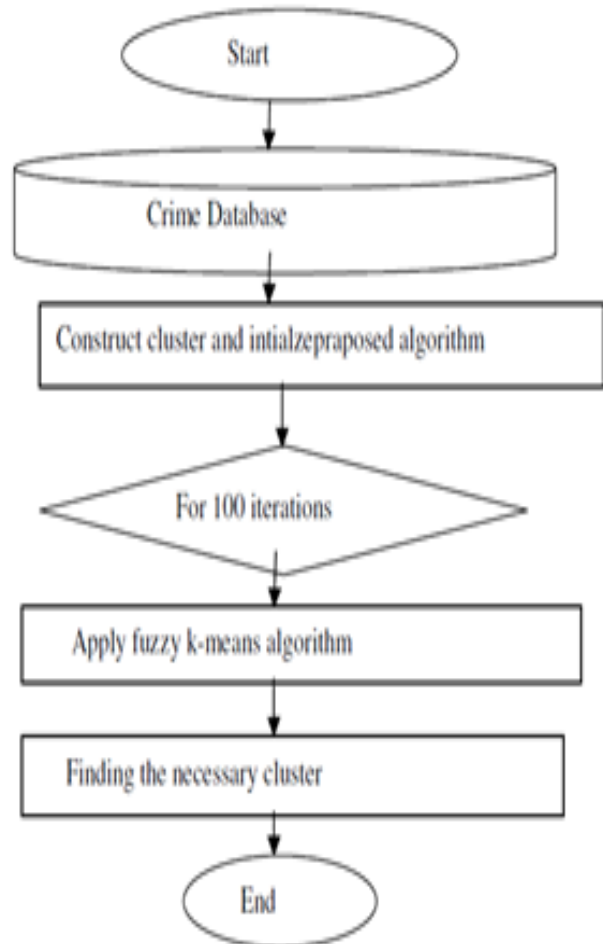 Start
Crime Database
Construct cluster and intialzepraposed algorithm
For 100 iterations
Apply fuzzy k-means algorithm
Finding the necessary cluster
End